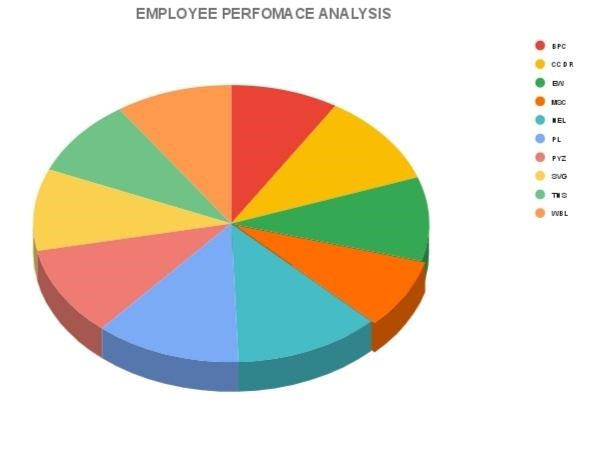 EMPLOYEE PERFOMACE ANALYSIS
BPC
CCDR
EW
MSC
NEL
PL
PYZ
SVG
TNS
WBL